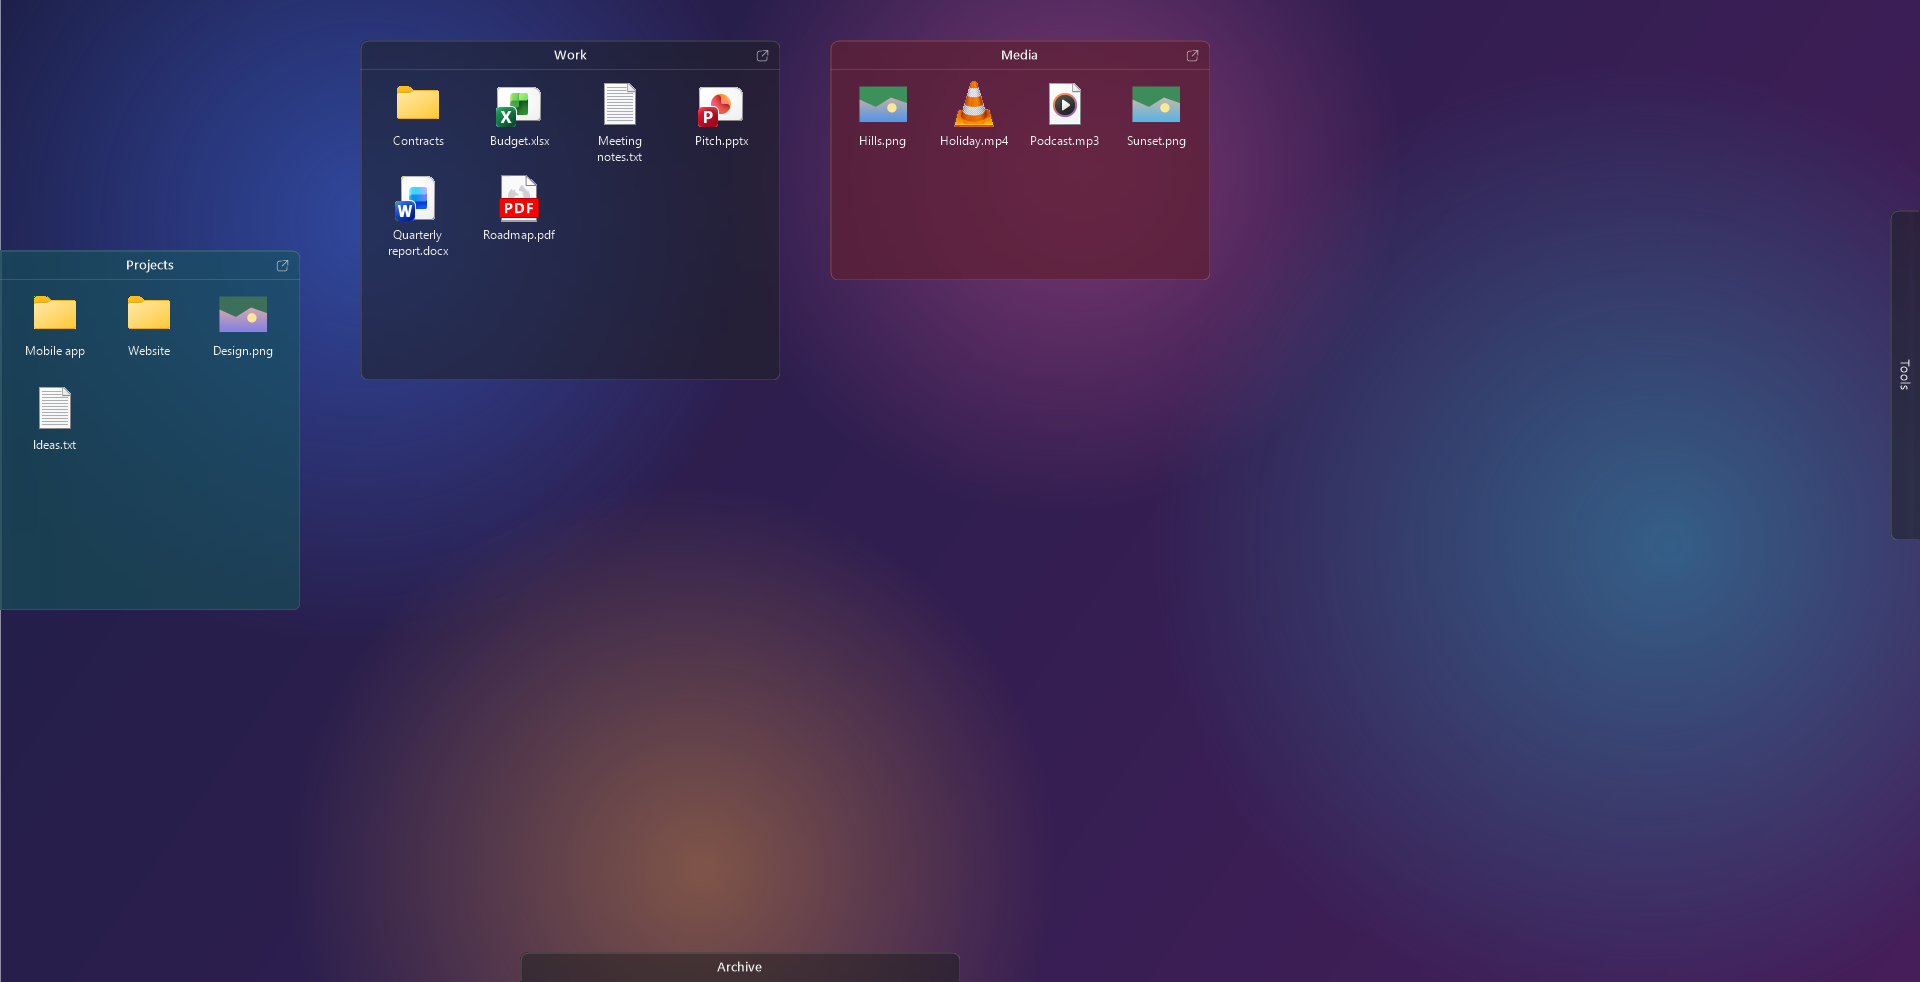 Work
Contracts
Budget.xlsx
Meeting
notes.txt
Pitch.pptx
Quarterly
report.docx
Roadmap.pdf
X
P
W
PDF
Media
Hills.png
Holiday.mp4
Podcast.mp3
Sunset.png
Projects
Mobile app
Website
Design.png
Ideas.txt
Tools
Archive